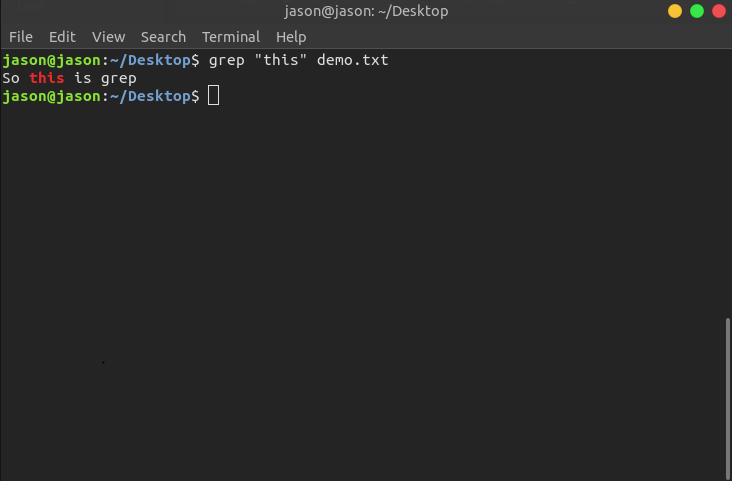 jason@jason: ~/Desktop
File Edit View Search Terminal Help
jason@jason:~/Desktop$ grep "this" demo.txt
So this is grep
jason@jason:~/Desktop$